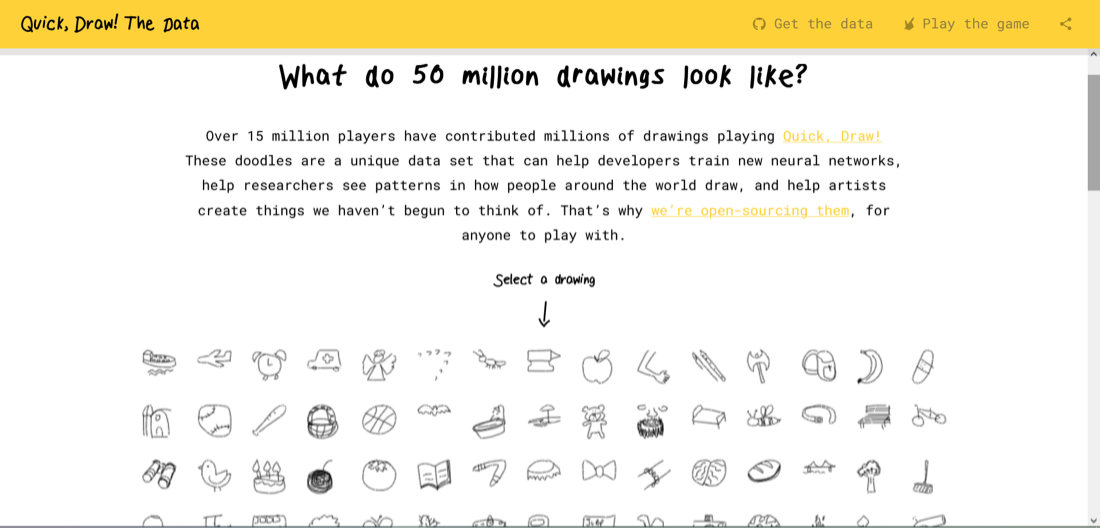 Quick, Draw! The Data
Get the data
Play the game
What do 50 million drawings look like?
Over 15 million players have contributed millions of drawings playing Quick, Draw!
These doodles are a unique data set that can help developers train new neural networks,
help researchers see patterns in how people around the world draw, and help artists
create things we haven't begun to think of. That's why we're open-sourcing them, for
anyone to play with.
Select a drawing